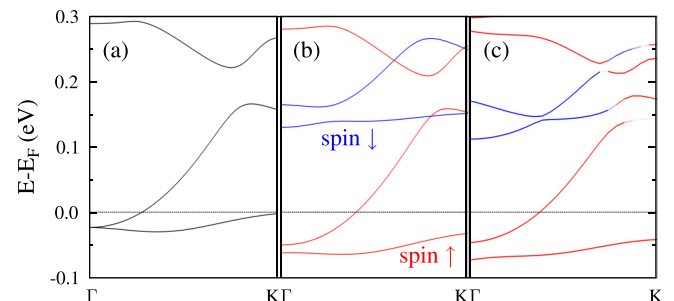 0.3
(a)
(b)
(c)
0.2
E-E_F (eV)
0.1
spin ↓
0.0
spin ↑
-0.1
Γ
K
Γ
K
Γ
K